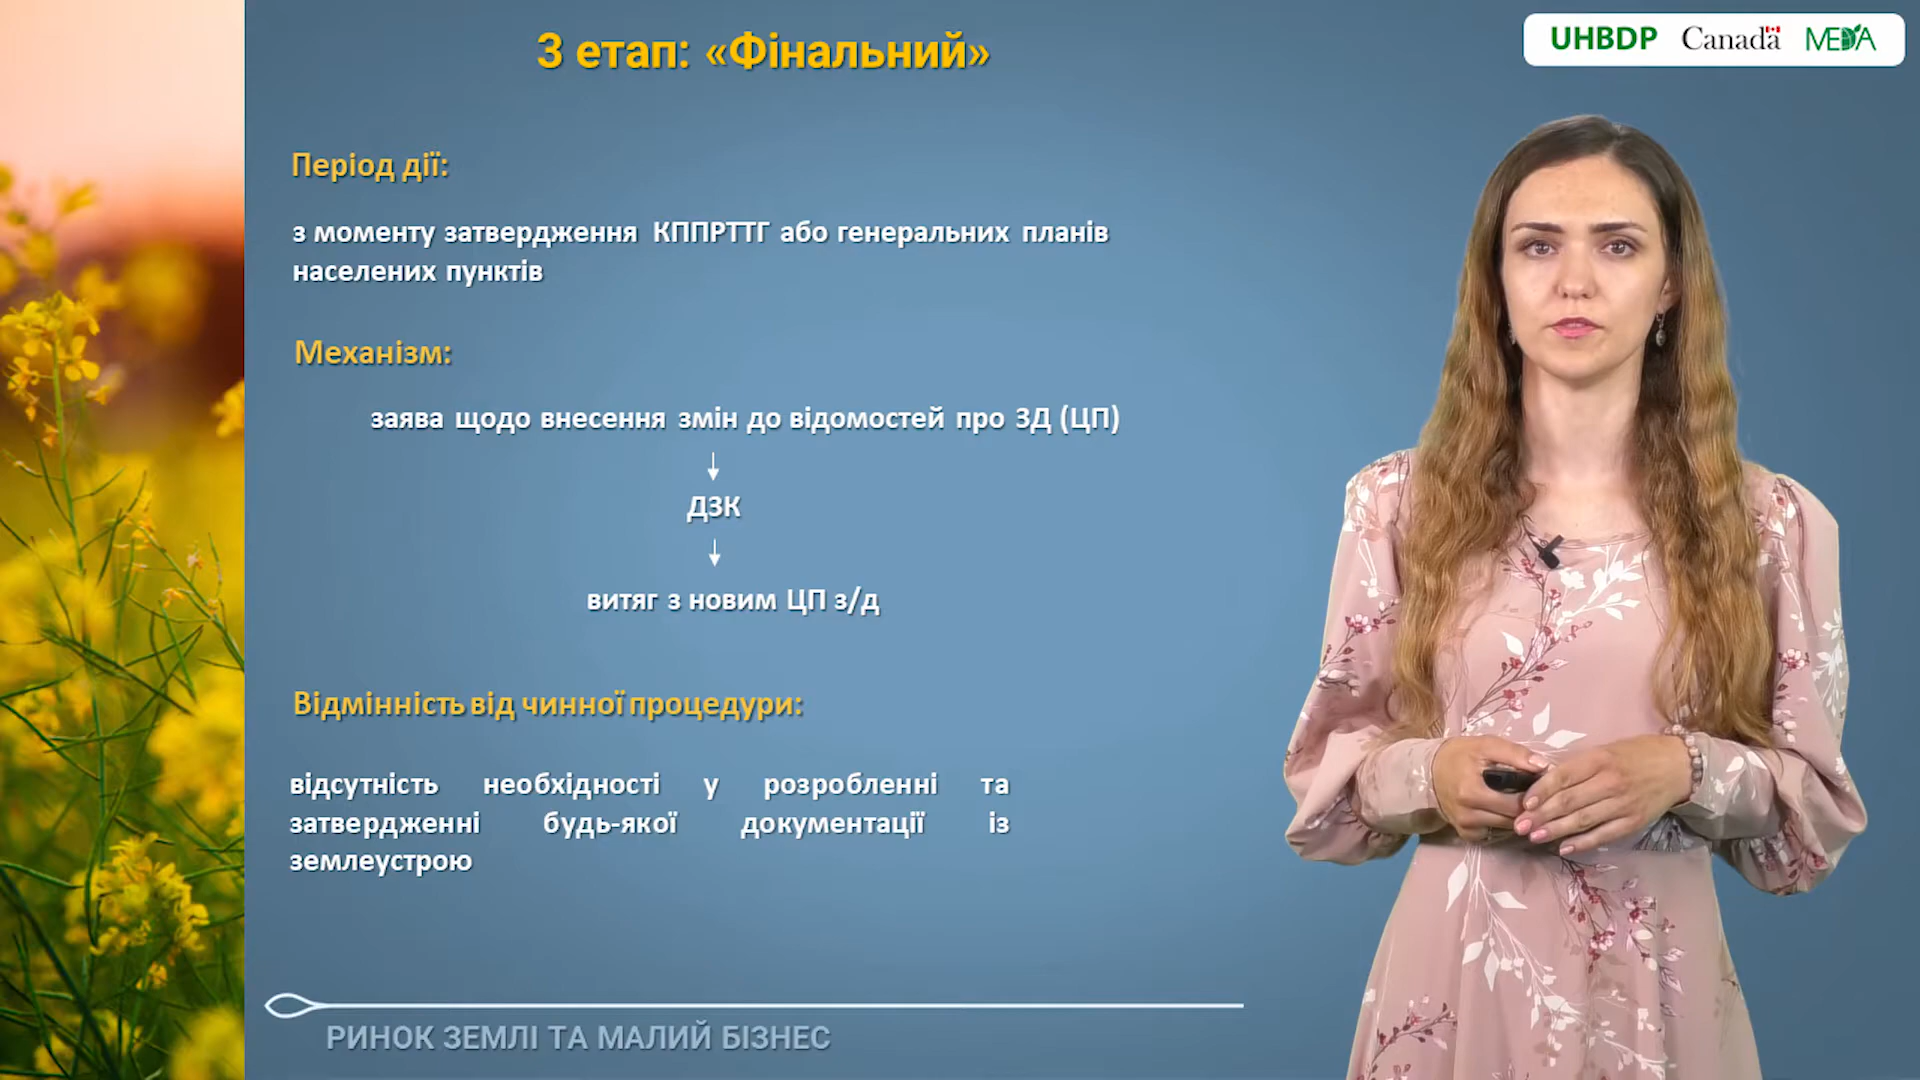 3 етап: «Фінальний»
UHBDP Canada MEDA
Період дії:
з моменту затвердження КППРТТГ або генеральних планів
населених пунктів
Механізм:
заява щодо внесення змін до відомостей про ЗД (ЦП)
↓
ДЗК
↓
витяг з новим ЦП з/д
Відмінність від чинної процедури:
відсутність необхідності у розробленні та
затвердженні будь-якої документації із
землеустрою
РИНОК ЗЕМЛІ ТА МАЛИЙ БІЗНЕС